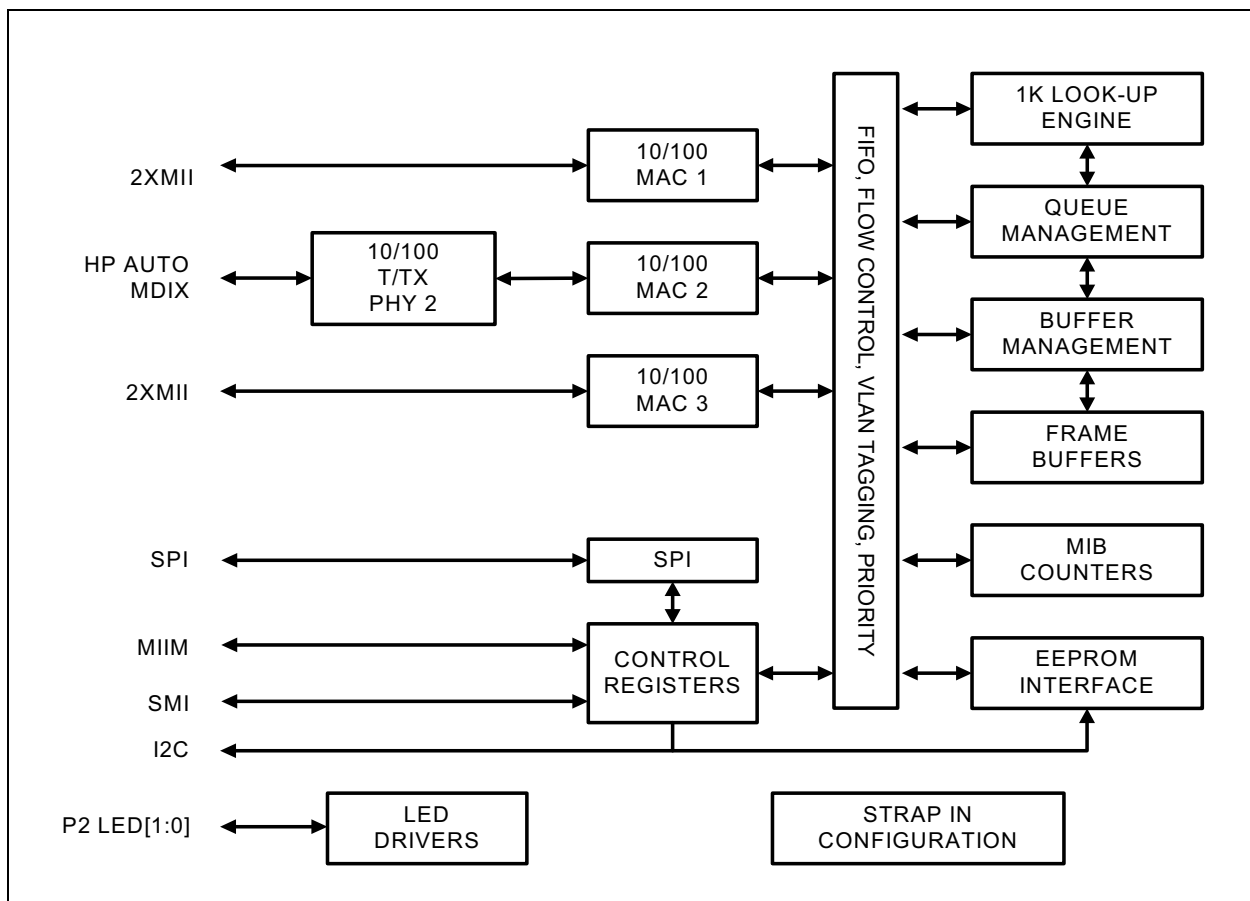 2XMII
HP AUTO
MDIX
2XMII
SPI
MIIM
SMI
I2C
P2 LED[1:0]
10/100
T/TX
PHY 2
10/100
MAC 1
10/100
MAC 2
10/100
MAC 3
SPI
CONTROL
REGISTERS
LED
DRIVERS
FIFO, FLOW CONTROL, VLAN TAGGING, PRIORITY
1K LOOK-UP
ENGINE
QUEUE
MANAGEMENT
BUFFER
MANAGEMENT
FRAME
BUFFERS
MIB
COUNTERS
EEPROM
INTERFACE
STRAP IN
CONFIGURATION